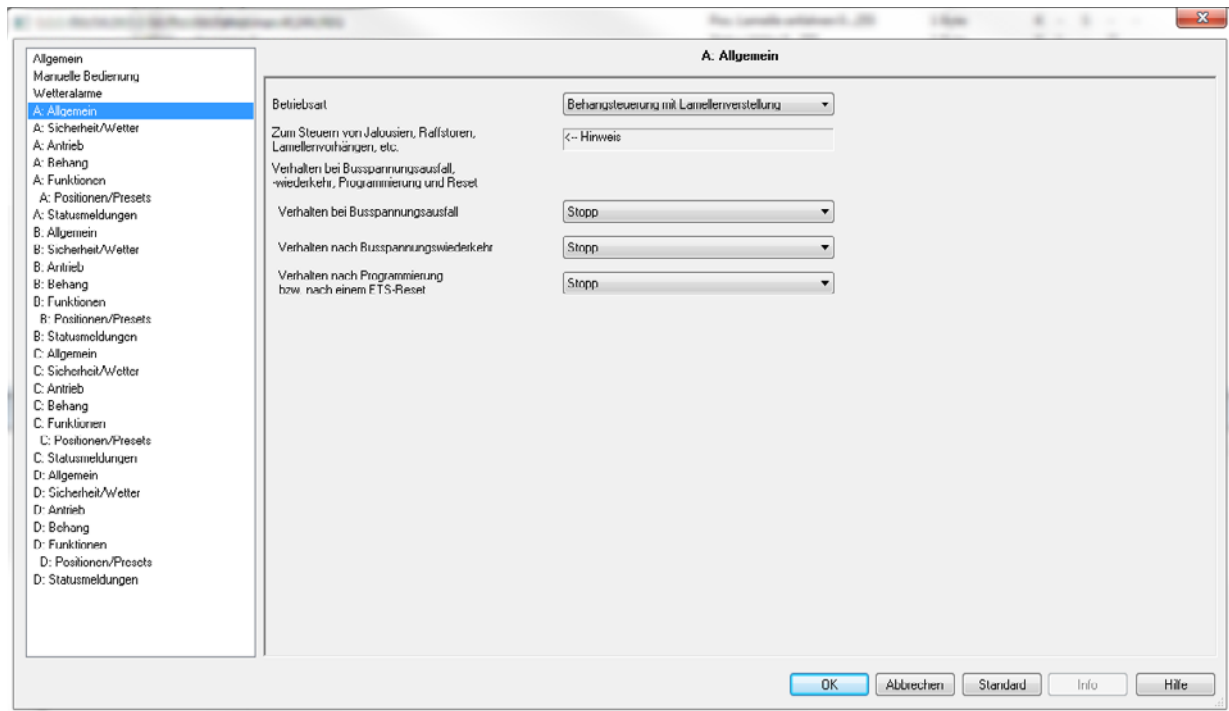 Allgemein
Manuelle Bedienung
Wetteralarme
A: Allgemein
A: Sicherheit/Wetter
A: Antrieb
A: Behang
A: Funktionen
A: Positionen/Presets
A: Statusmeldungen
B: Allgemein
B: Sicherheit/Wetter
B: Antrieb
B: Behang
B: Funktionen
B: Positionen/Presets
B: Statusmeldungen
C: Allgemein
C: Sicherheit/Wetter
C: Antrieb
C: Behang
C: Funktionen
C: Positionen/Presets
C: Statusmeldungen
D: Allgemein
D: Sicherheit/Wetter
D: Antrieb
D: Behang
D: Funktionen
D: Positionen/Presets
D: Statusmeldungen
A: Allgemein
Betriebsart
Behangsteuerung mit Lamellenverstellung
Zum Steuern von Jalousien, Raffstoren,
Lamellenvorhängen, etc.
<-- Hinweis
Verhalten bei Busspannungsausfall,
-wiederkehr, Programmierung und Reset
Verhalten bei Busspannungsausfall
Stopp
Verhalten nach Busspannungswiederkehr
Stopp
Verhalten nach Programmierung
bzw. nach einem ETS-Reset
Stopp
OK
Abbrechen
Standard
Info
Hilfe